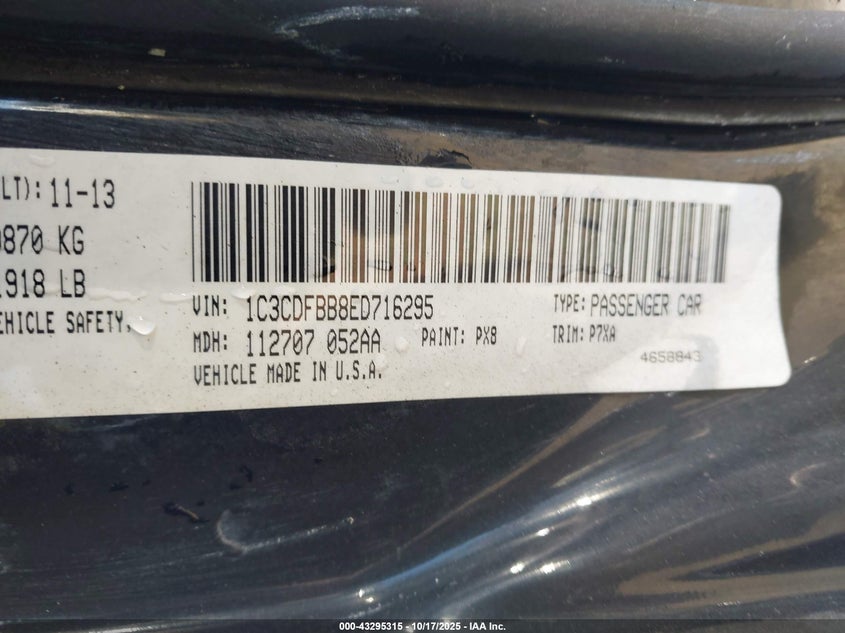 LT): 11-13
870 KG
918 LB
EHICLE SAFETY,
VIN: 1C3CDFBB8ED716295
TYPE: PASSENGER CAR
MDH: 112707 052AA
PAINT: PX8
TRIM: P7XA
VEHICLE MADE IN U.S.A.
4658843
000-43295315 | 10/17/2025 - IAA Inc.